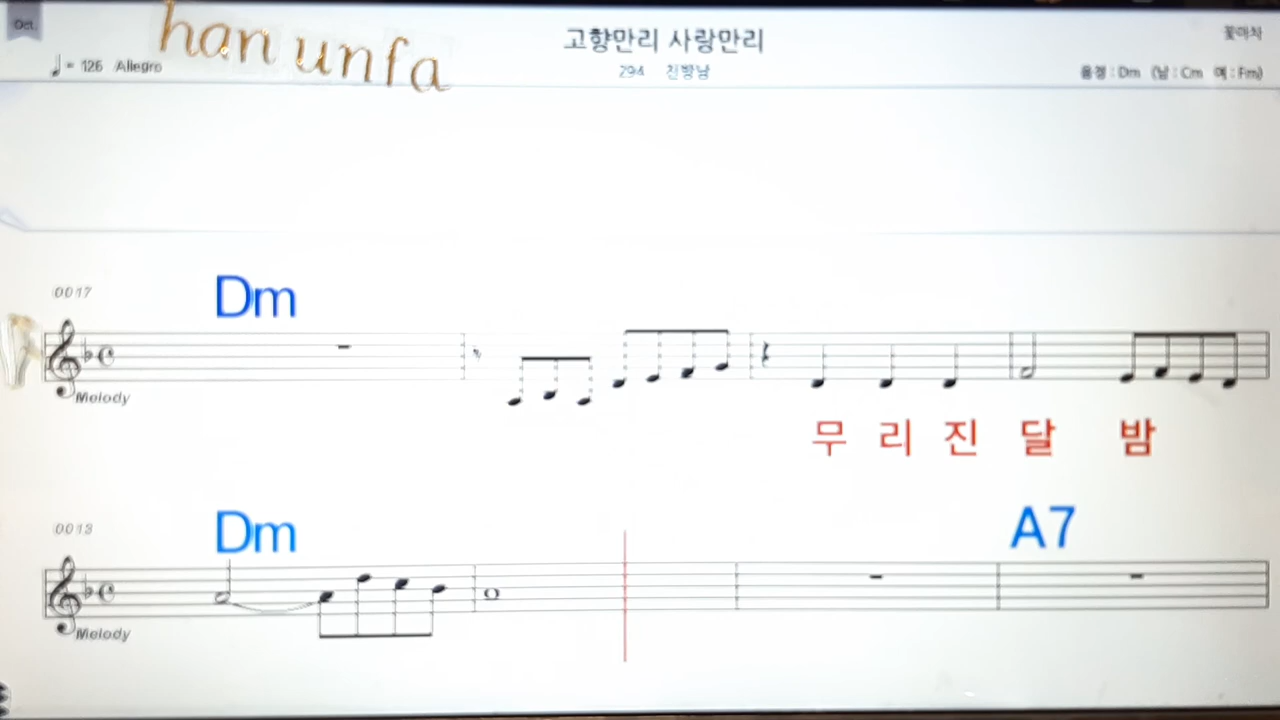 Oct.
han unfa
고향만리 사랑만리
꽃마차
♩= 126 Allegro
294 진방남
음정 : Dm (남 : Cm 여 : Fm)
0017
Dm
Melody
무 리 진 달 밤
0013
Dm
A7
Melody